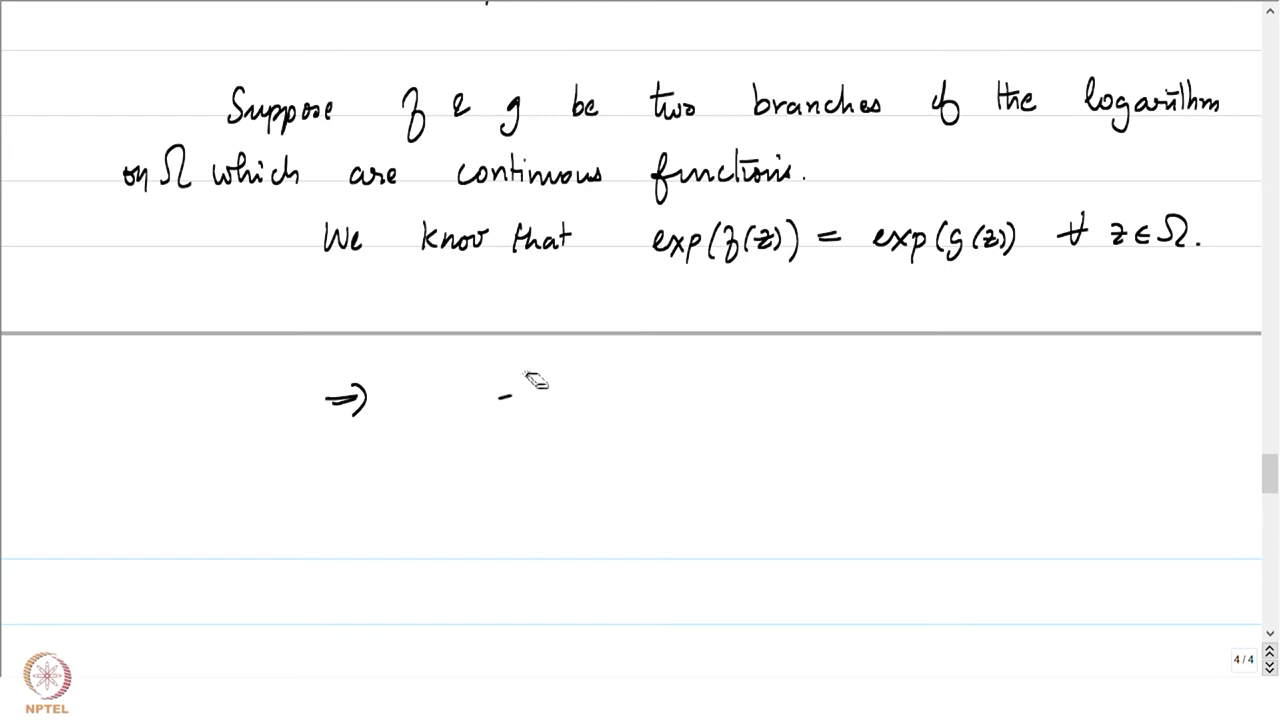 Suppose f & g be two branches of the logarithm
on Ω which are continuous functions.
We know that exp(f(z)) = exp(g(z)) ∀ z ∈ Ω.
⇒ -
4 / 4
NPTEL